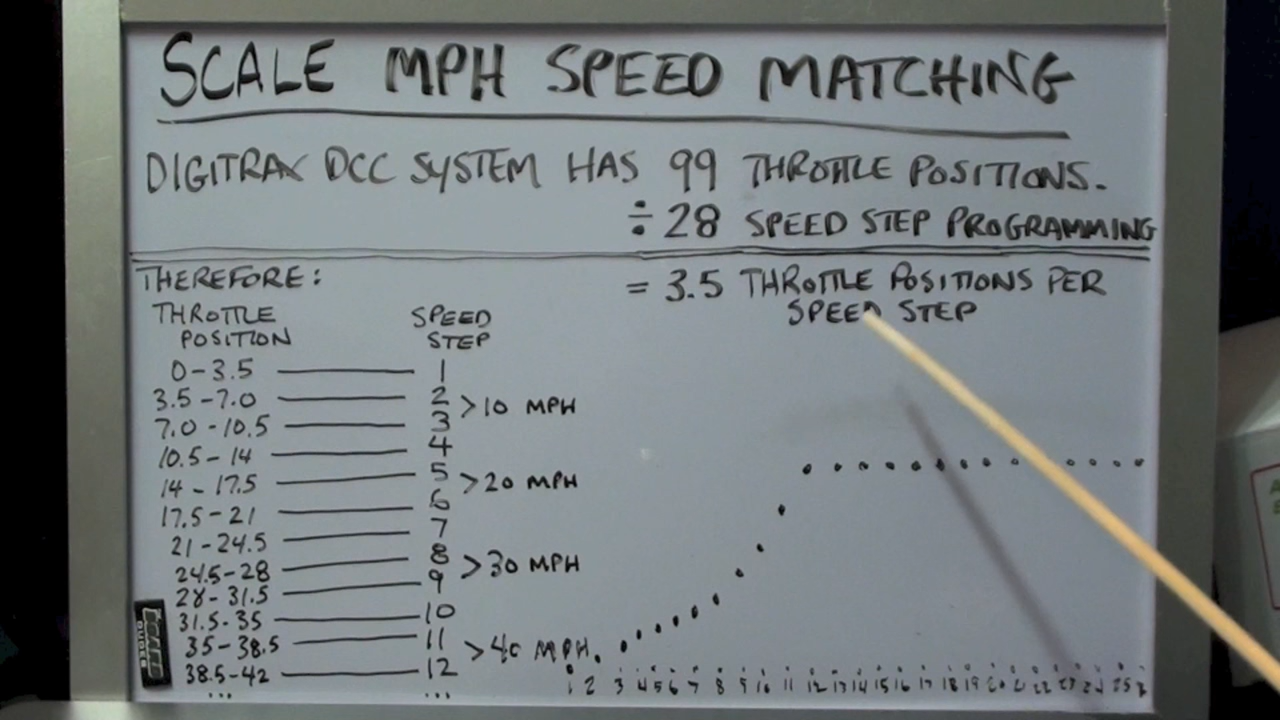 SCALE MPH SPEED MATCHING
DIGITRAX DCC SYSTEM HAS 99 THROTTLE POSITIONS.
÷ 28 SPEED STEP PROGRAMMING
= 3.5 THROTTLE POSITIONS PER
SPEED STEP
THEREFORE:
THROTTLE POSITION
SPEED STEP
0-3.5 1
3.5-7.0 2
>10 MPH
7.0-10.5 3
10.5-14 4
14-17.5 5
>20 MPH
17.5-21 6
21-24.5 7
24.5-28 8
>30 MPH
28-31.5 9
31.5-35 10
35-38.5 11
>40 MPH.
38.5-42 12
... ...
1 2 3 4 5 6 7 8 9 10 11 12 13 14 15 16 17 18 19 20 21 22 23 24 25